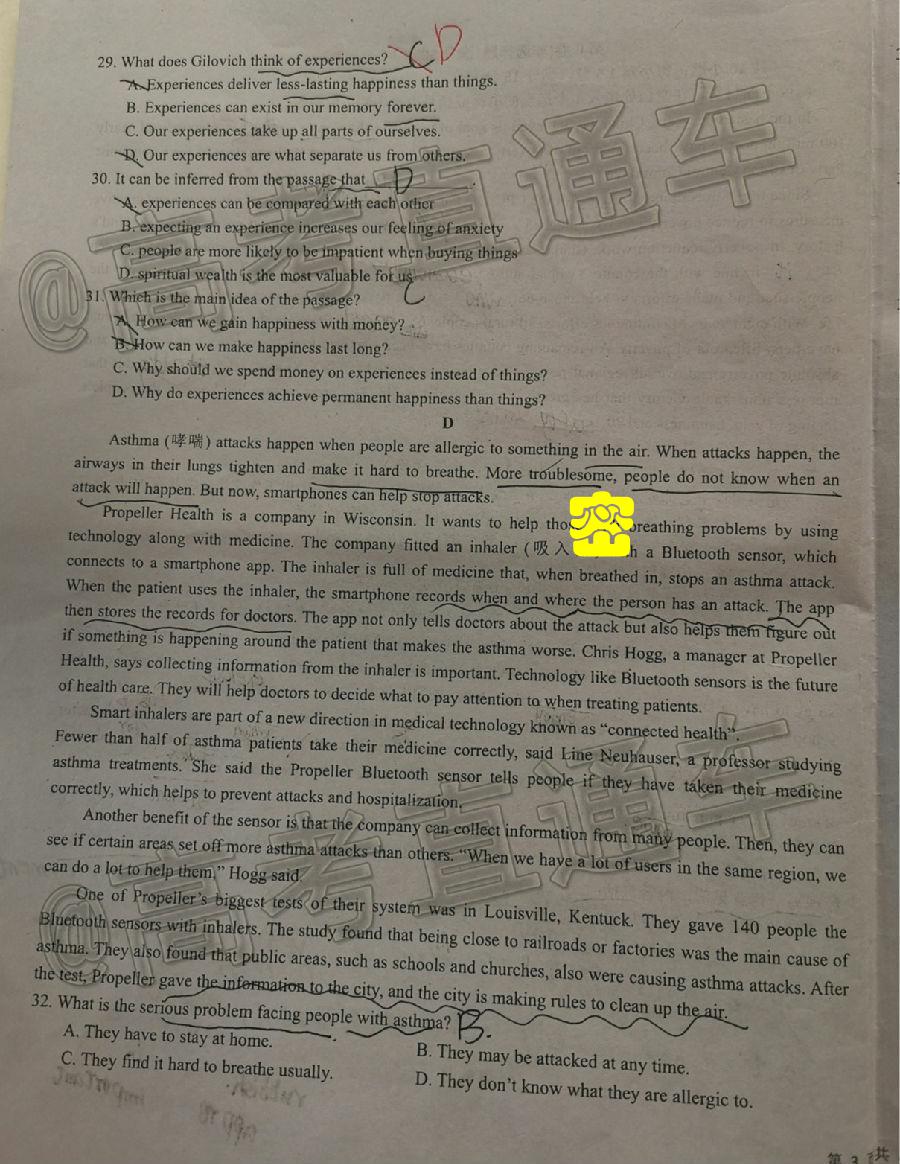 29. What does Gilovich think of experiences? C D
A. Experiences deliver less-lasting happiness than things.
B. Experiences can exist in our memory forever.
C. Our experiences take up all parts of ourselves.
D. Our experiences are what separate us from others.
30. It can be inferred from the passage that D .
A. experiences can be compared with each other
B. expecting an experience increases our feeling of anxiety
C. people are more likely to be impatient when buying things
D. spiritual wealth is the most valuable for us
31. Which is the main idea of the passage? C
A. How can we gain happiness with money?
B. How can we make happiness last long?
C. Why should we spend money on experiences instead of things?
D. Why do experiences achieve permanent happiness than things?
@高考直通车
D
Asthma (哮喘) attacks happen when people are allergic to something in the air. When attacks happen, the
airways in their lungs tighten and make it hard to breathe. More troublesome, people do not know when an
attack will happen. But now, smartphones can help stop attacks.
Propeller Health is a company in Wisconsin. It wants to help breathing problems by using
technology along with medicine. The company fitted an inhaler (吸入 a Bluetooth sensor, which
connects to a smartphone app. The inhaler is full of medicine that, when breathed in, stops an asthma attack.
When the patient uses the inhaler, the smartphone records when and where the person has an attack. The app
then stores the records for doctors. The app not only tells doctors about the attack but also helps them figure out
if something is happening around the patient that makes the asthma worse. Chris Hogg, a manager at Propeller
Health, says collecting information from the inhaler is important. Technology like Bluetooth sensors is the future
of health care. They will help doctors to decide what to pay attention to when treating patients.
Smart inhalers are part of a new direction in medical technology known as “connected health”.
Fewer than half of asthma patients take their medicine correctly, said Line Neuhauser, a professor studying
asthma treatments. She said the Propeller Bluetooth sensor tells people if they have taken their medicine
correctly, which helps to prevent attacks and hospitalization.
Another benefit of the sensor is that the company can collect information from many people. Then, they can
see if certain areas set off more asthma attacks than others. “When we have a lot of users in the same region, we
can do a lot to help them,” Hogg said.
One of Propeller’s biggest tests of their system was in Louisville, Kentuck. They gave 140 people the
Bluetooth sensors with inhalers. The study found that being close to railroads or factories was the main cause of
asthma. They also found that public areas, such as schools and churches, also were causing asthma attacks. After
the test, Propeller gave the information to the city, and the city is making rules to clean up the air.
@高考直通车
32. What is the serious problem facing people with asthma? B.
A. They have to stay at home.
B. They may be attacked at any time.
C. They find it hard to breathe usually.
D. They don’t know what they are allergic to.
第 3 共